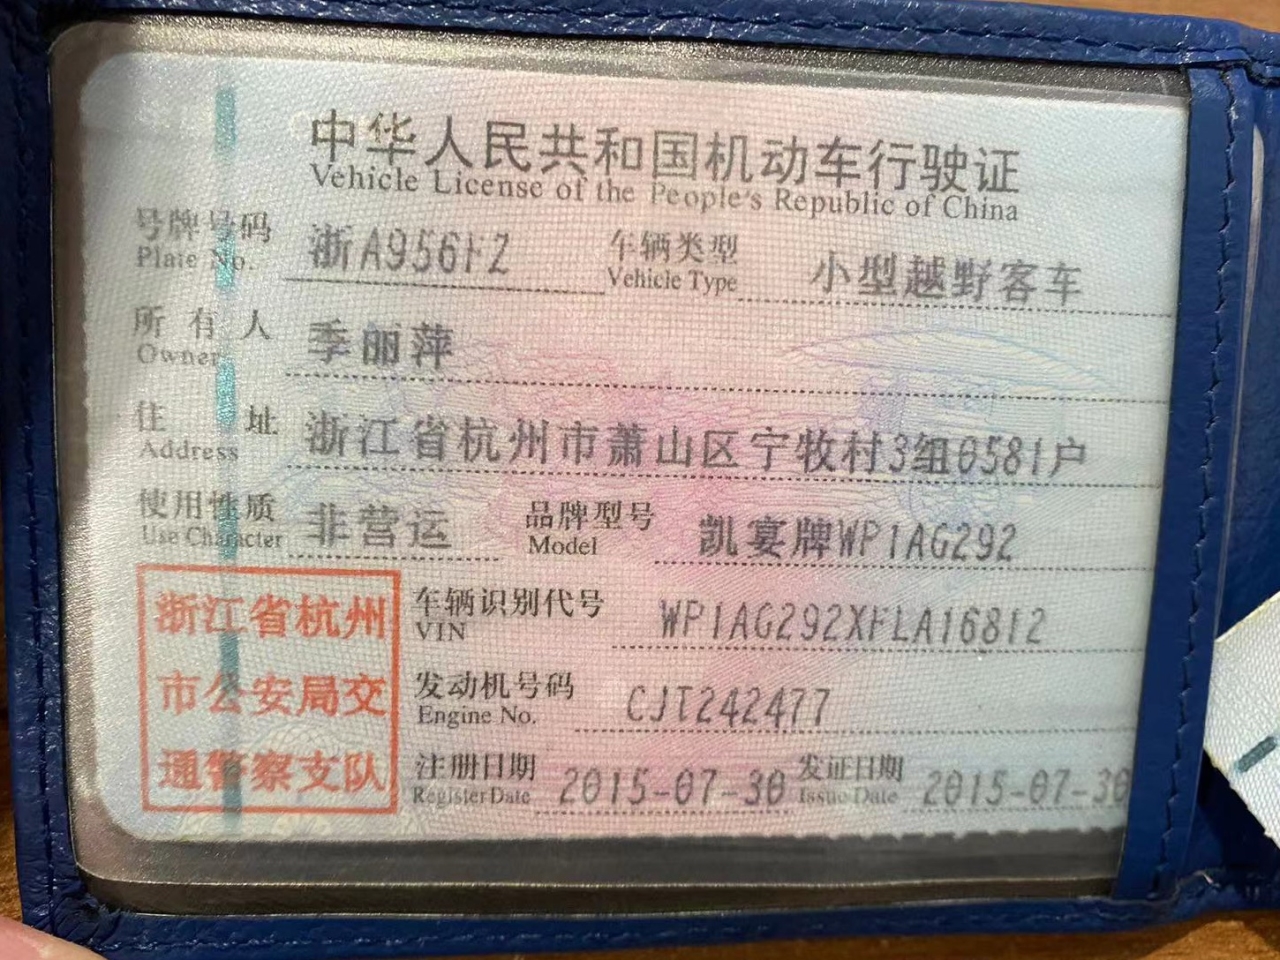 中华人民共和国机动车行驶证
Vehicle License of the People's Republic of China
号牌号码 浙A956FZ 车辆类型 小型越野客车
Plate No. Vehicle Type
所有人 季丽萍
Owner
住址 浙江省杭州市萧山区宁牧村3组0581户
Address
使用性质 非营运 品牌型号 凯宴牌WP1AG292
Use Character Model
浙江省杭州
市公安局交
通警察支队
车辆识别代号 WP1AG292XFLA16812
VIN
发动机号码 CJT242477
Engine No.
注册日期 2015-07-30 发证日期 2015-07-30
Register Date Issue Date